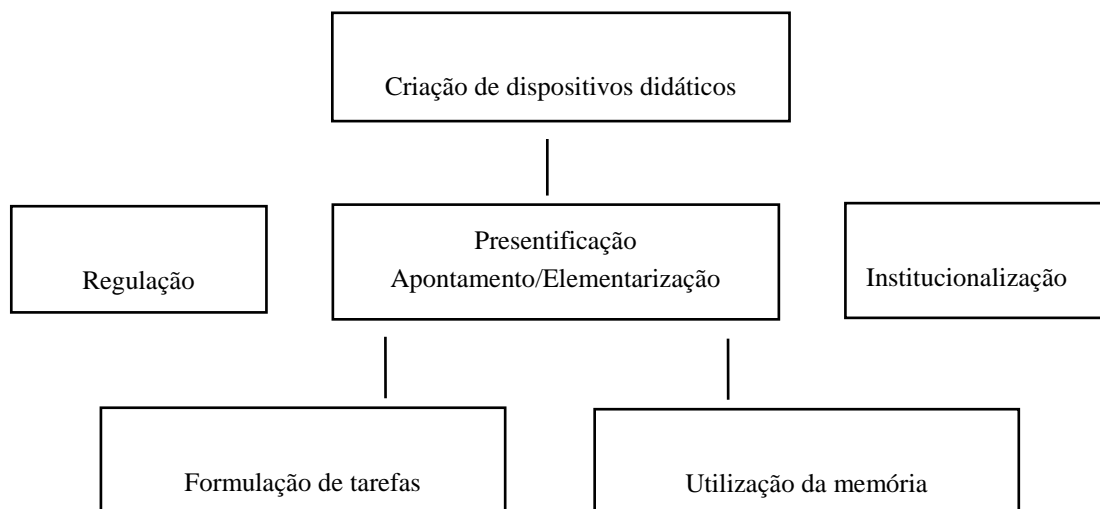 Criação de dispositivos didáticos
Presentificação
Apontamento/Elementarização
Regulação
Institucionalização
Formulação de tarefas
Utilização da memória